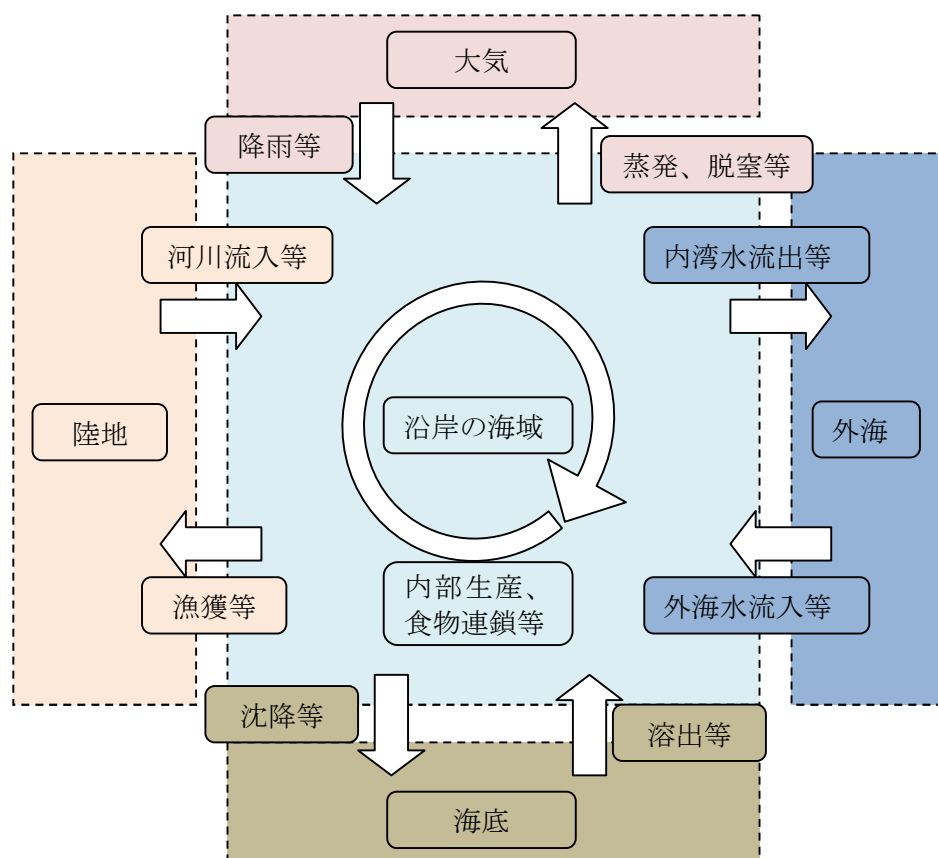 大気
降雨等
蒸発、脱窒等
河川流入等
内湾水流出等
陸地
沿岸の海域
外海
漁獲等
内部生産、
食物連鎖等
外海水流入等
沈降等
溶出等
海底